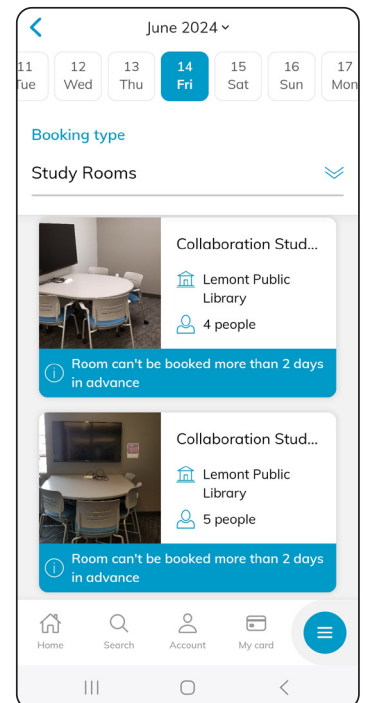 June 2024
11 12 13 14 15 16 17
Tue Wed Thu Fri Sat Sun Mon
Booking type
Study Rooms
Collaboration Stud...
Lemont Public
Library
4 people
Room can't be booked more than 2 days
in advance
Collaboration Stud...
Lemont Public
Library
5 people
Room can't be booked more than 2 days
in advance
Home Search Account My card